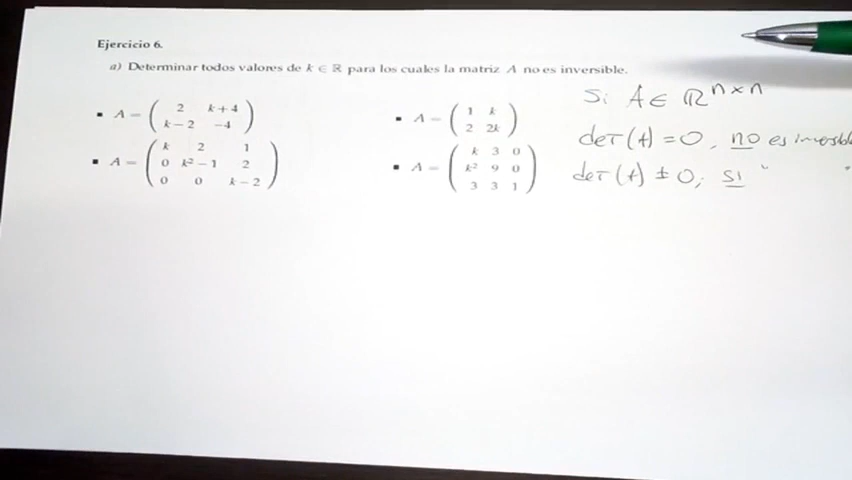 Ejercicio 6.
a) Determinar todos valores de k ∈ ℝ para los cuales la matriz A no es inversible.
▪ A = ( 2 k+4
k−2 −4 )
▪ A = ( 1 k
2 2k )
▪ A = ( k 2 1
0 k²−1 2
0 0 k−2 )
▪ A = ( k 3 0
k² 9 0
3 3 1 )
Si A ∈ ℝ n×n
det(A) = 0, no es
det(A) ≠ 0; si "